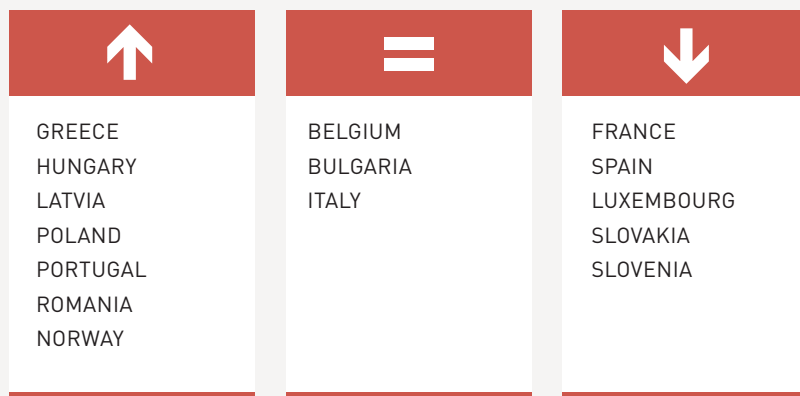 GREECE
HUNGARY
LATVIA
POLAND
PORTUGAL
ROMANIA
NORWAY
BELGIUM
BULGARIA
ITALY
FRANCE
SPAIN
LUXEMBOURG
SLOVAKIA
SLOVENIA